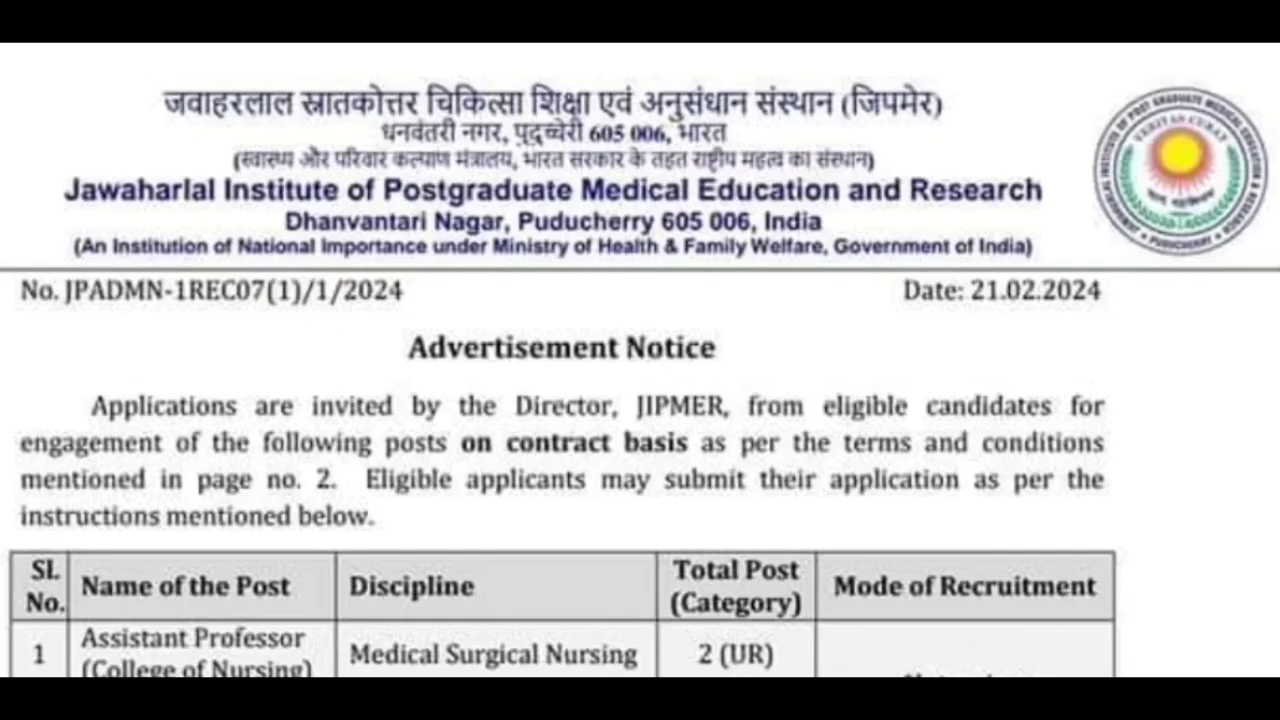 जवाहरलाल स्नातकोत्तर चिकित्सा शिक्षा एवं अनुसंधान संस्थान (जिपमेर)
धनवंतरी नगर, पुदुच्चेरी 605 006, भारत
(स्वास्थ्य और परिवार कल्याण मंत्रालय, भारत सरकार के तहत राष्ट्रीय महत्व का संस्थान)
Jawaharlal Institute of Postgraduate Medical Education and Research
Dhanvantari Nagar, Puducherry 605 006, India
(An Institution of National Importance under Ministry of Health & Family Welfare, Government of India)
No. JPADMN-1REC07(1)/1/2024 Date: 21.02.2024
Advertisement Notice
Applications are invited by the Director, JIPMER, from eligible candidates for
engagement of the following posts on contract basis as per the terms and conditions
mentioned in page no. 2. Eligible applicants may submit their application as per the
instructions mentioned below.
Sl. No. Name of the Post Discipline Total Post (Category) Mode of Recruitment
1 Assistant Professor (College of Nursing) Medical Surgical Nursing 2 (UR)